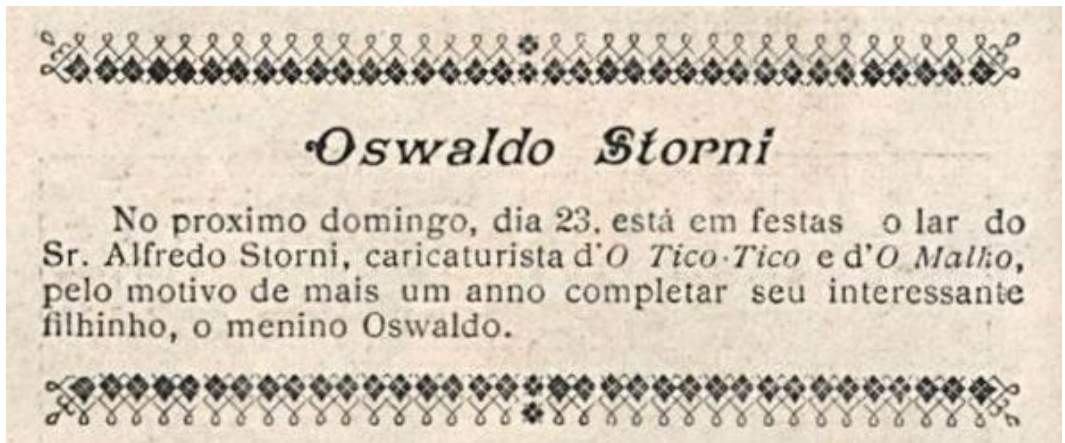 Oswaldo Storni
No proximo domingo, dia 23, está em festas o lar do
Sr. Alfredo Storni, caricaturista d'O Tico-Tico e d'O Malho,
pelo motivo de mais um anno completar seu interessante
filhinho, o menino Oswaldo.